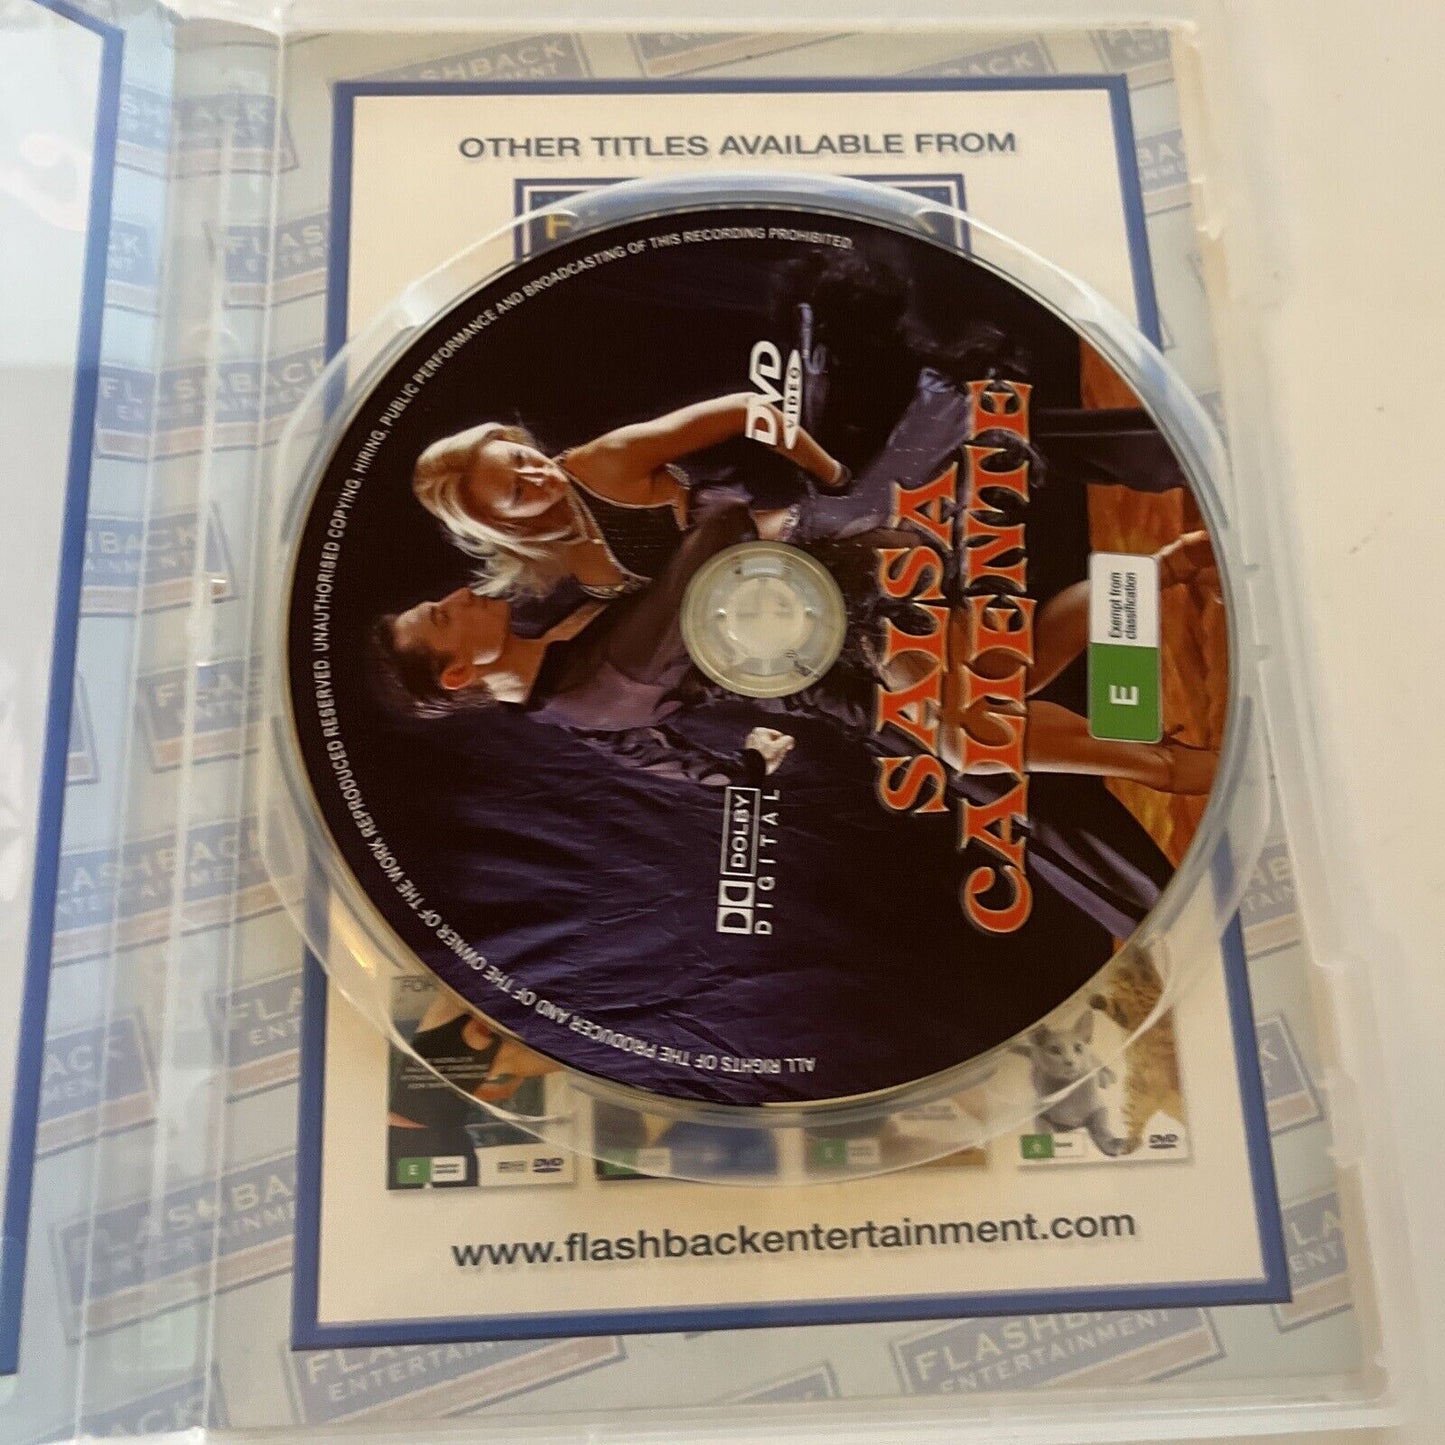 OTHER TITLES AVAILABLE FROM
ALL RIGHTS OF THE PRODUCER AND OF THE OWNER OF THE WORK REPRODUCED RESERVED. UNAUTHORISED COPYING, HIRING, PUBLIC PERFORMANCE AND BROADCASTING OF THIS RECORDING PROHIBITED.
DVD
VIDEO
SALSA
CALIENTE
E
Exempt from
classification
DOLBY
DIGITAL
E
DVD
DVD
www.flashbackentertainment.com
FLASHBACK
ENTERTAINMENT